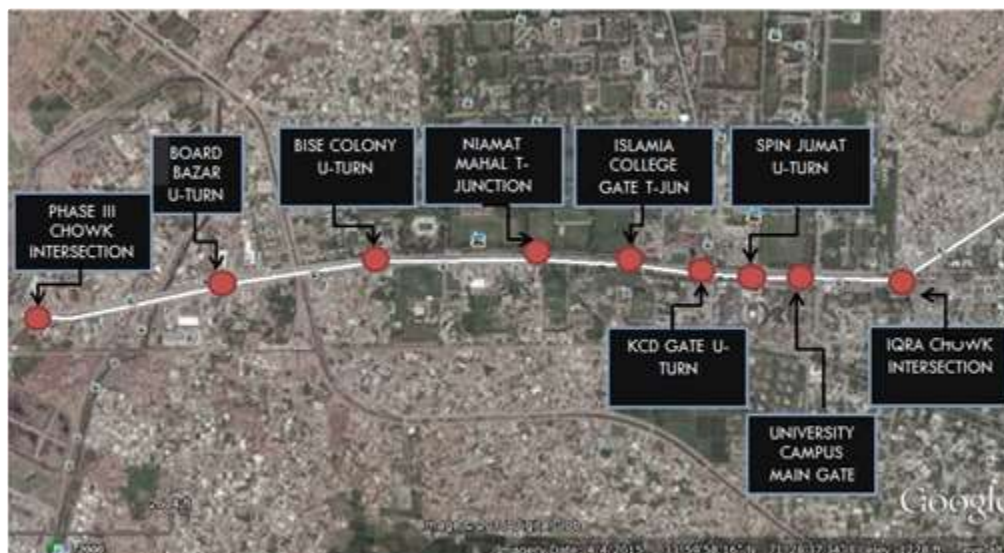 PHASE III
CHOWK
INTERSECTION
BOARD
BAZAR
U-TURN
BISE COLONY
U-TURN
NIAMAT
MAHAL T-
JUNCTION
ISLAMIA
COLLEGE
GATE T-JUN
SPIN JUMAT
U-TURN
KCD GATE U-
TURN
UNIVERSITY
CAMPUS
MAIN GATE
IQRA CHOWK
INTERSECTION
Google